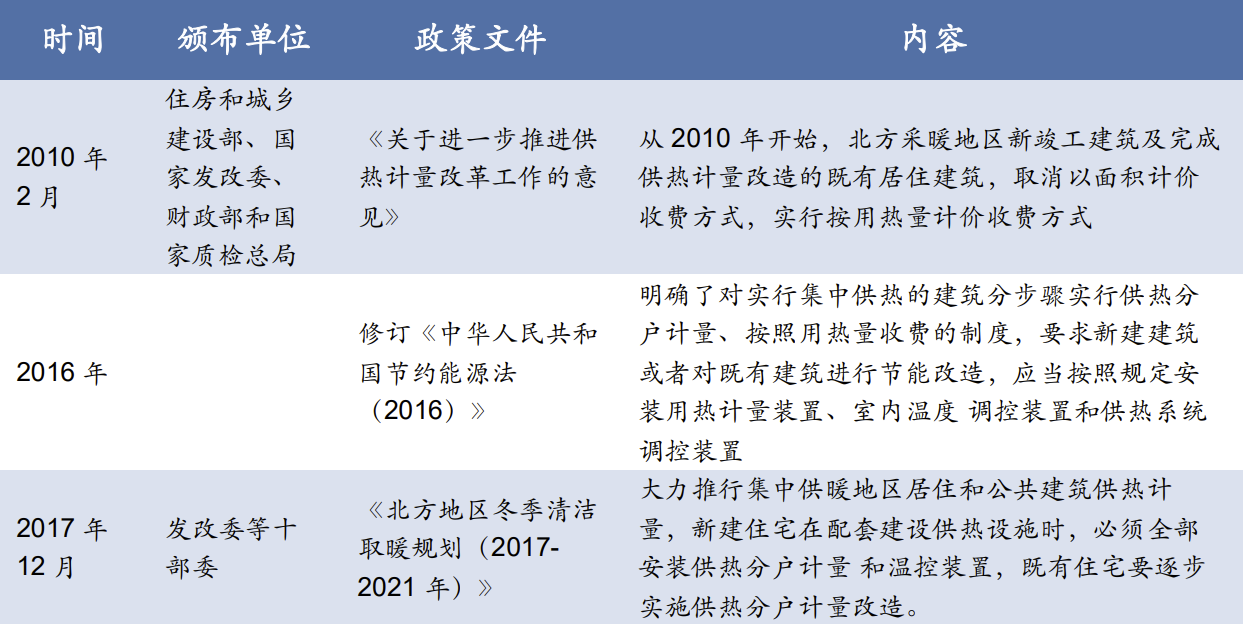 时间 颁布单位 政策文件 内容
2010 年
2 月
住房和城乡
建设部、国
家发改委、
财政部和国
家质检总局
《关于进一步推进供
热计量改革工作的意
见》
从 2010 年开始，北方采暖地区新竣工建筑及完成
供热计量改造的既有居住建筑，取消以面积计价
收费方式，实行按用热量计价收费方式
2016 年
修订《中华人民共和
国节约能源法
（2016）》
明确了对实行集中供热的建筑分步骤实行供热分
户计量、按照用热量收费的制度，要求新建建筑
或者对既有建筑进行节能改造，应当按照规定安
装用热计量装置、室内温度 调控装置和供热系统
调控装置
2017 年
12 月
发改委等十
部委
《北方地区冬季清洁
取暖规划（2017-
2021 年）》
大力推行集中供暖地区居住和公共建筑供热计
量，新建住宅在配套建设供热设施时，必须全部
安装供热分户计量 和温控装置，既有住宅要逐步
实施供热分户计量改造。